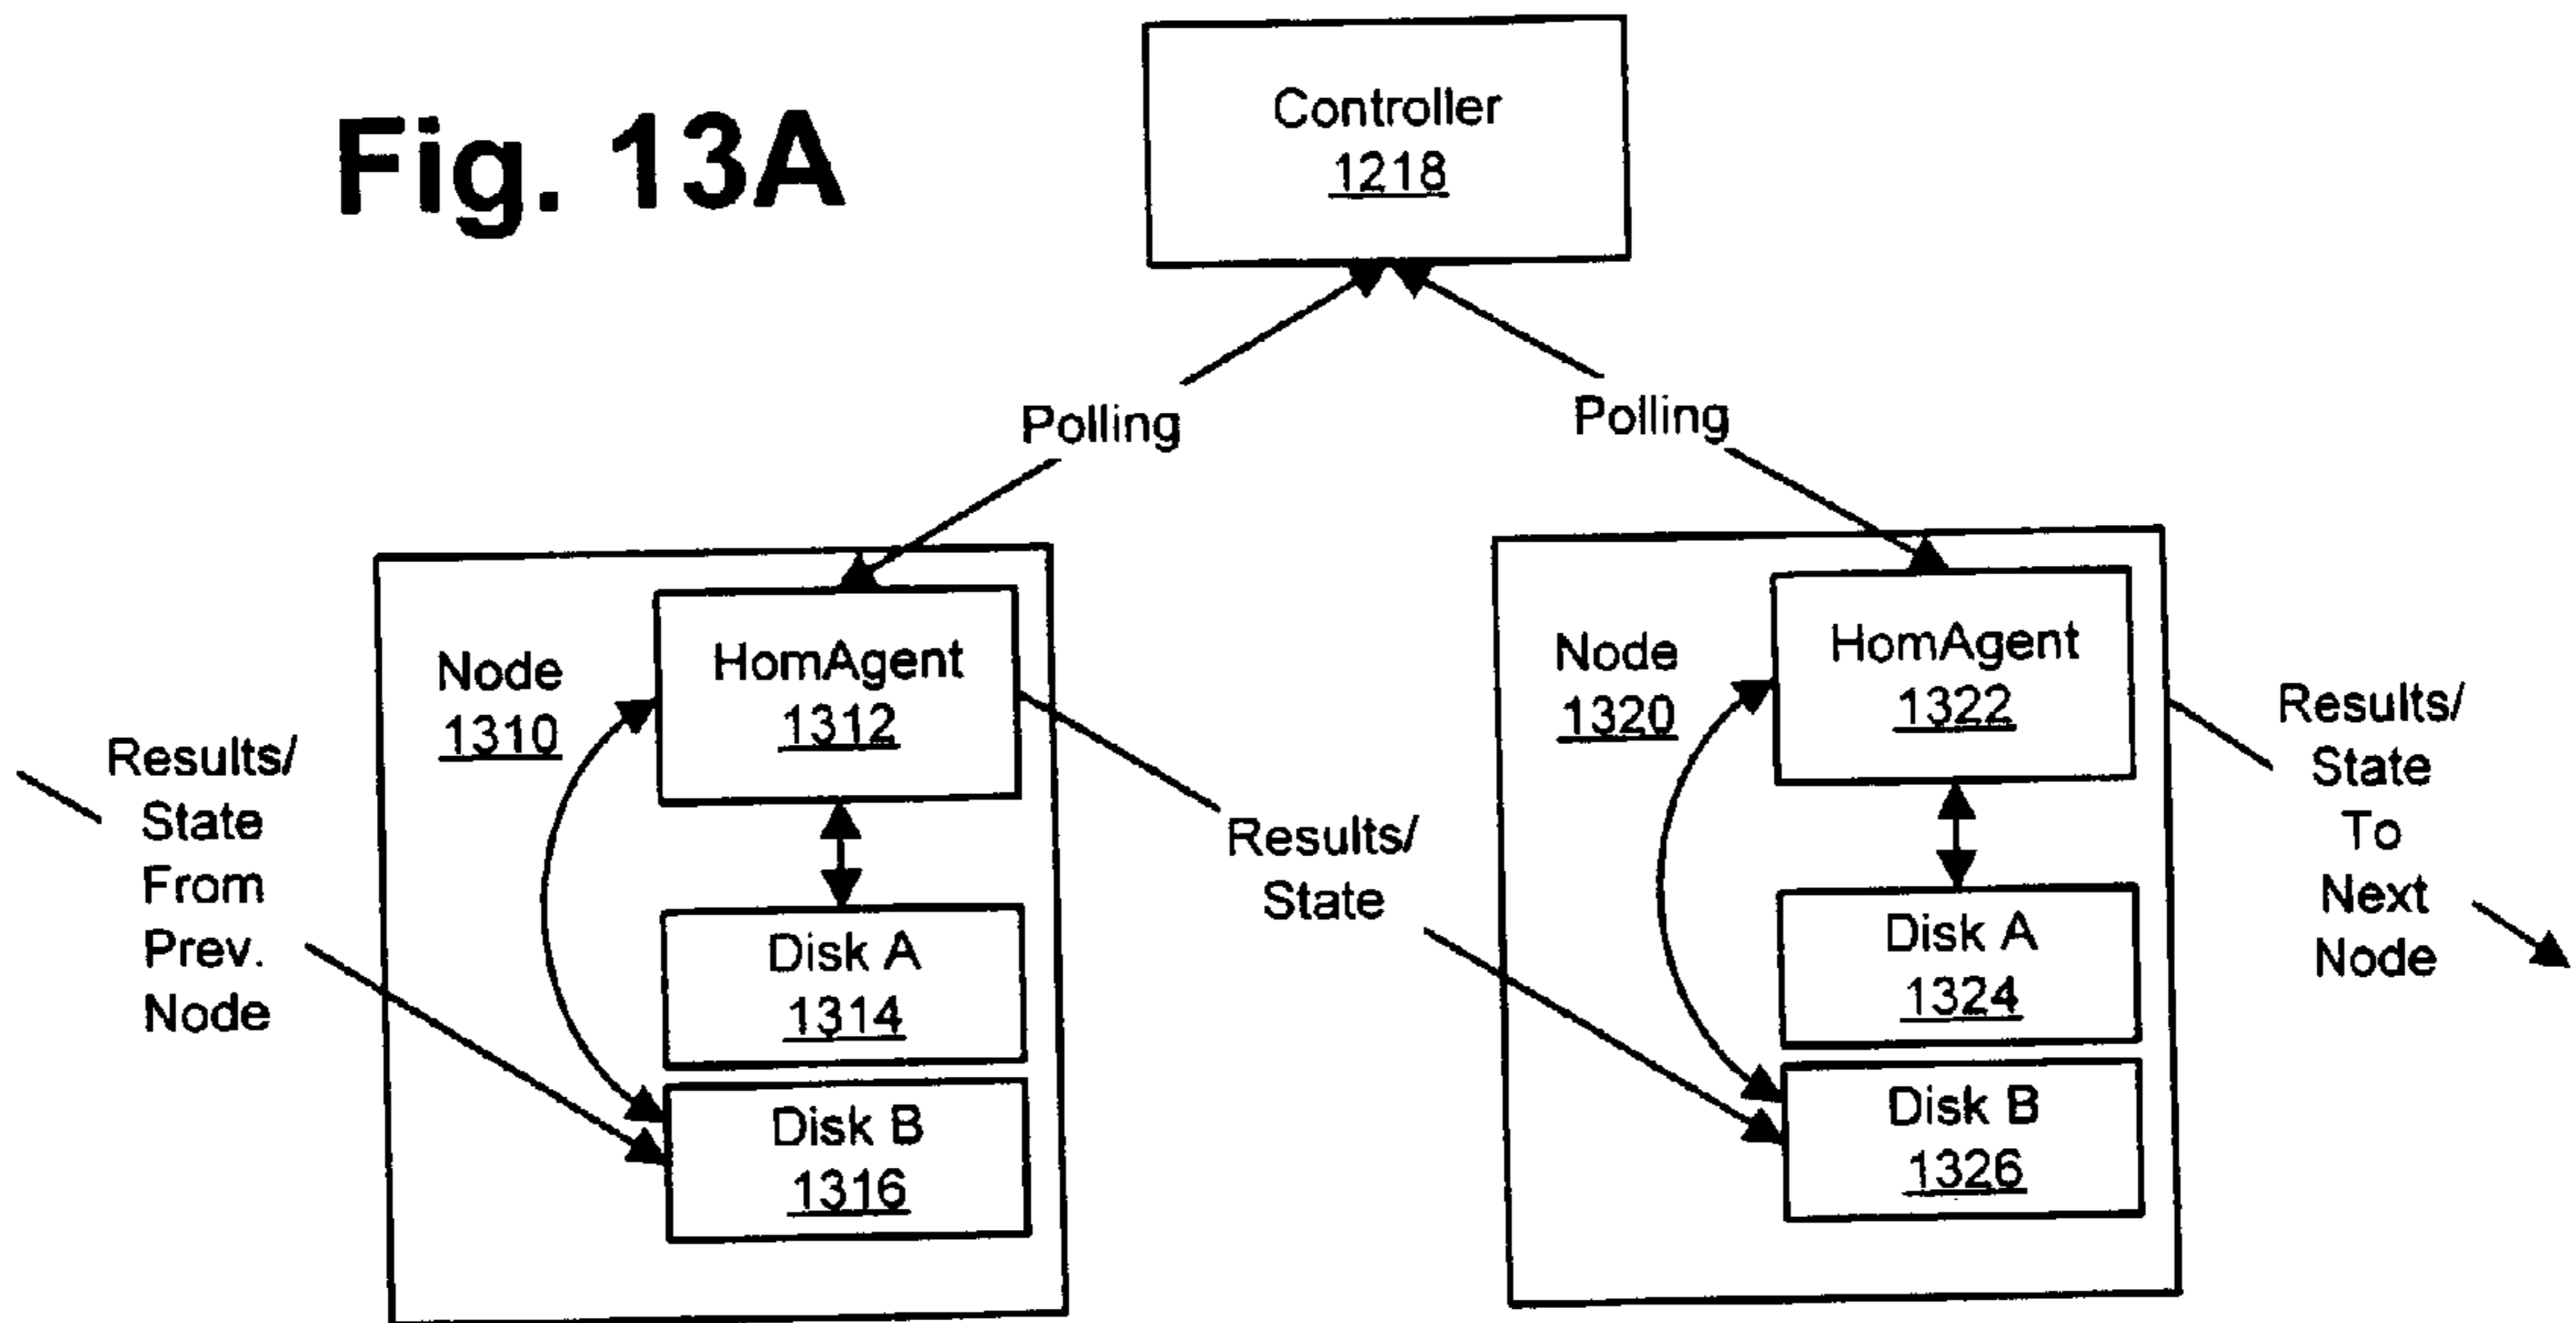 Fig. 13A
Controller
1218
Polling
Polling
Node
1310
HomAgent
1312
Disk A
1314
Disk B
1316
Results/
State
From
Prev.
Node
Results/
State
Node
1320
HomAgent
1322
Disk A
1324
Disk B
1326
Results/
State
To
Next
Node